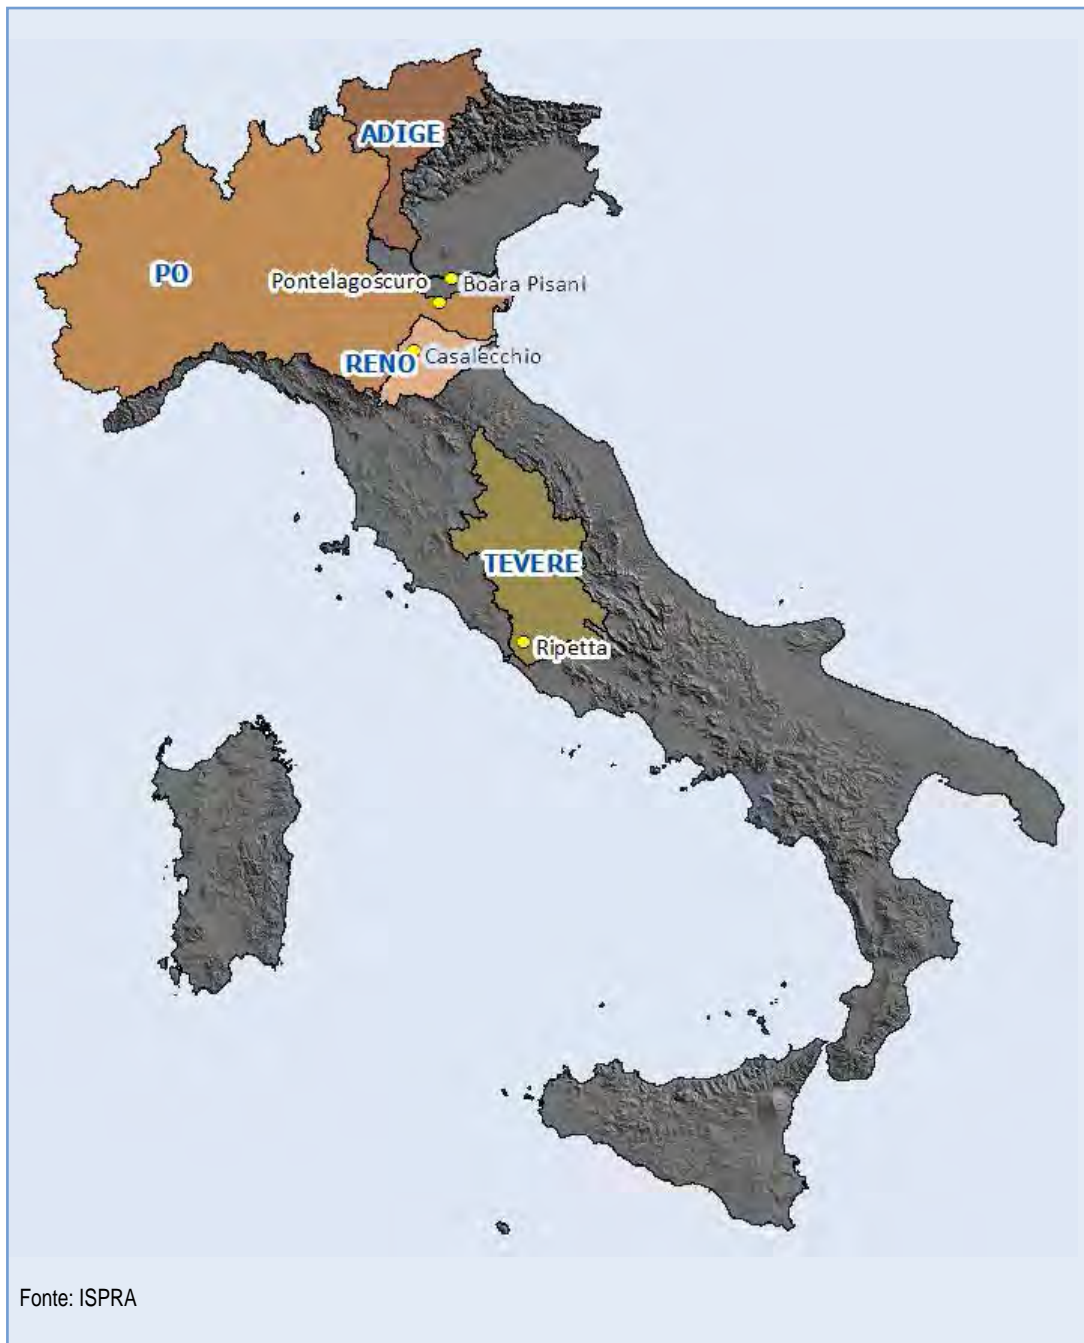 ADIGE
PO
Pontelagoscuro
Boara Pisani
RENO
Casalecchio
TEVERE
Ripetta
Fonte: ISPRA